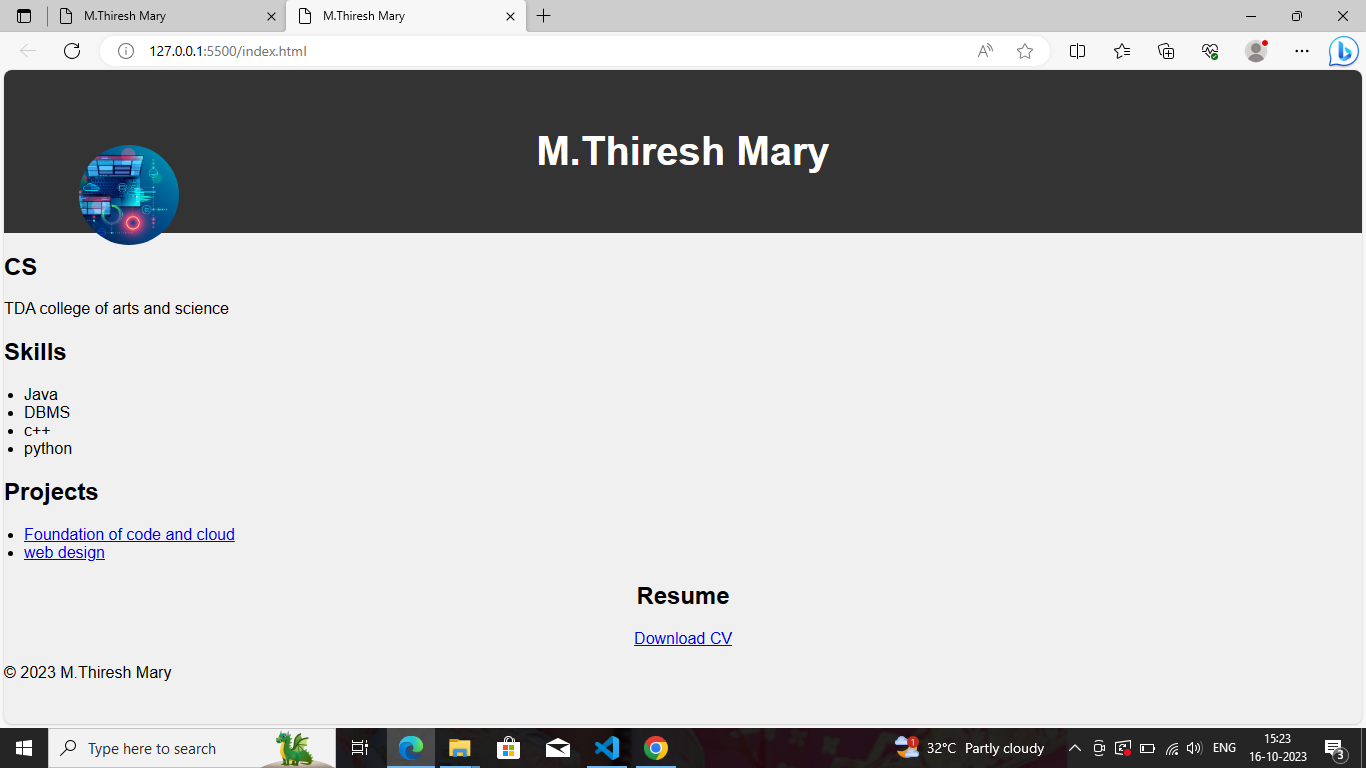 M.Thiresh Mary
M.Thiresh Mary
127.0.0.1:5500/index.html
M.Thiresh Mary
CS
TDA college of arts and science
Skills
Java
DBMS
c++
python
Projects
Foundation of code and cloud
web design
Resume
Download CV
© 2023 M.Thiresh Mary
Type here to search
1
32°C Partly cloudy
ENG
15:23
16-10-2023
3